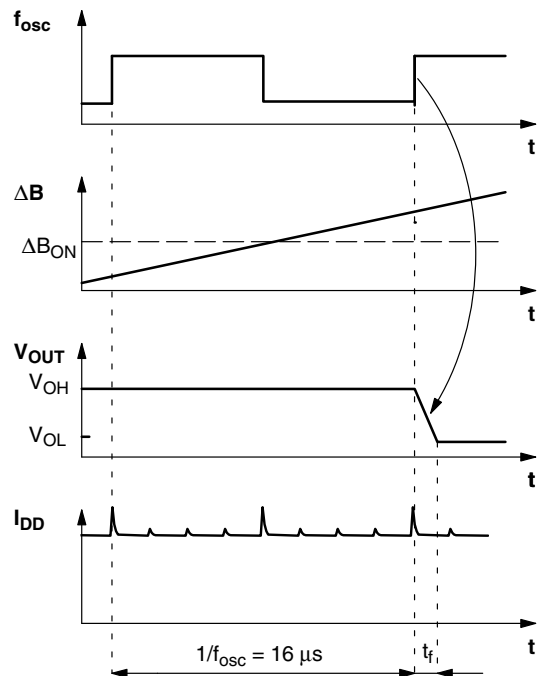 fosc
t
ΔB
ΔBON
t
VOUT
VOH
VOL
t
IDD
t
1/fosc = 16 μs
tf